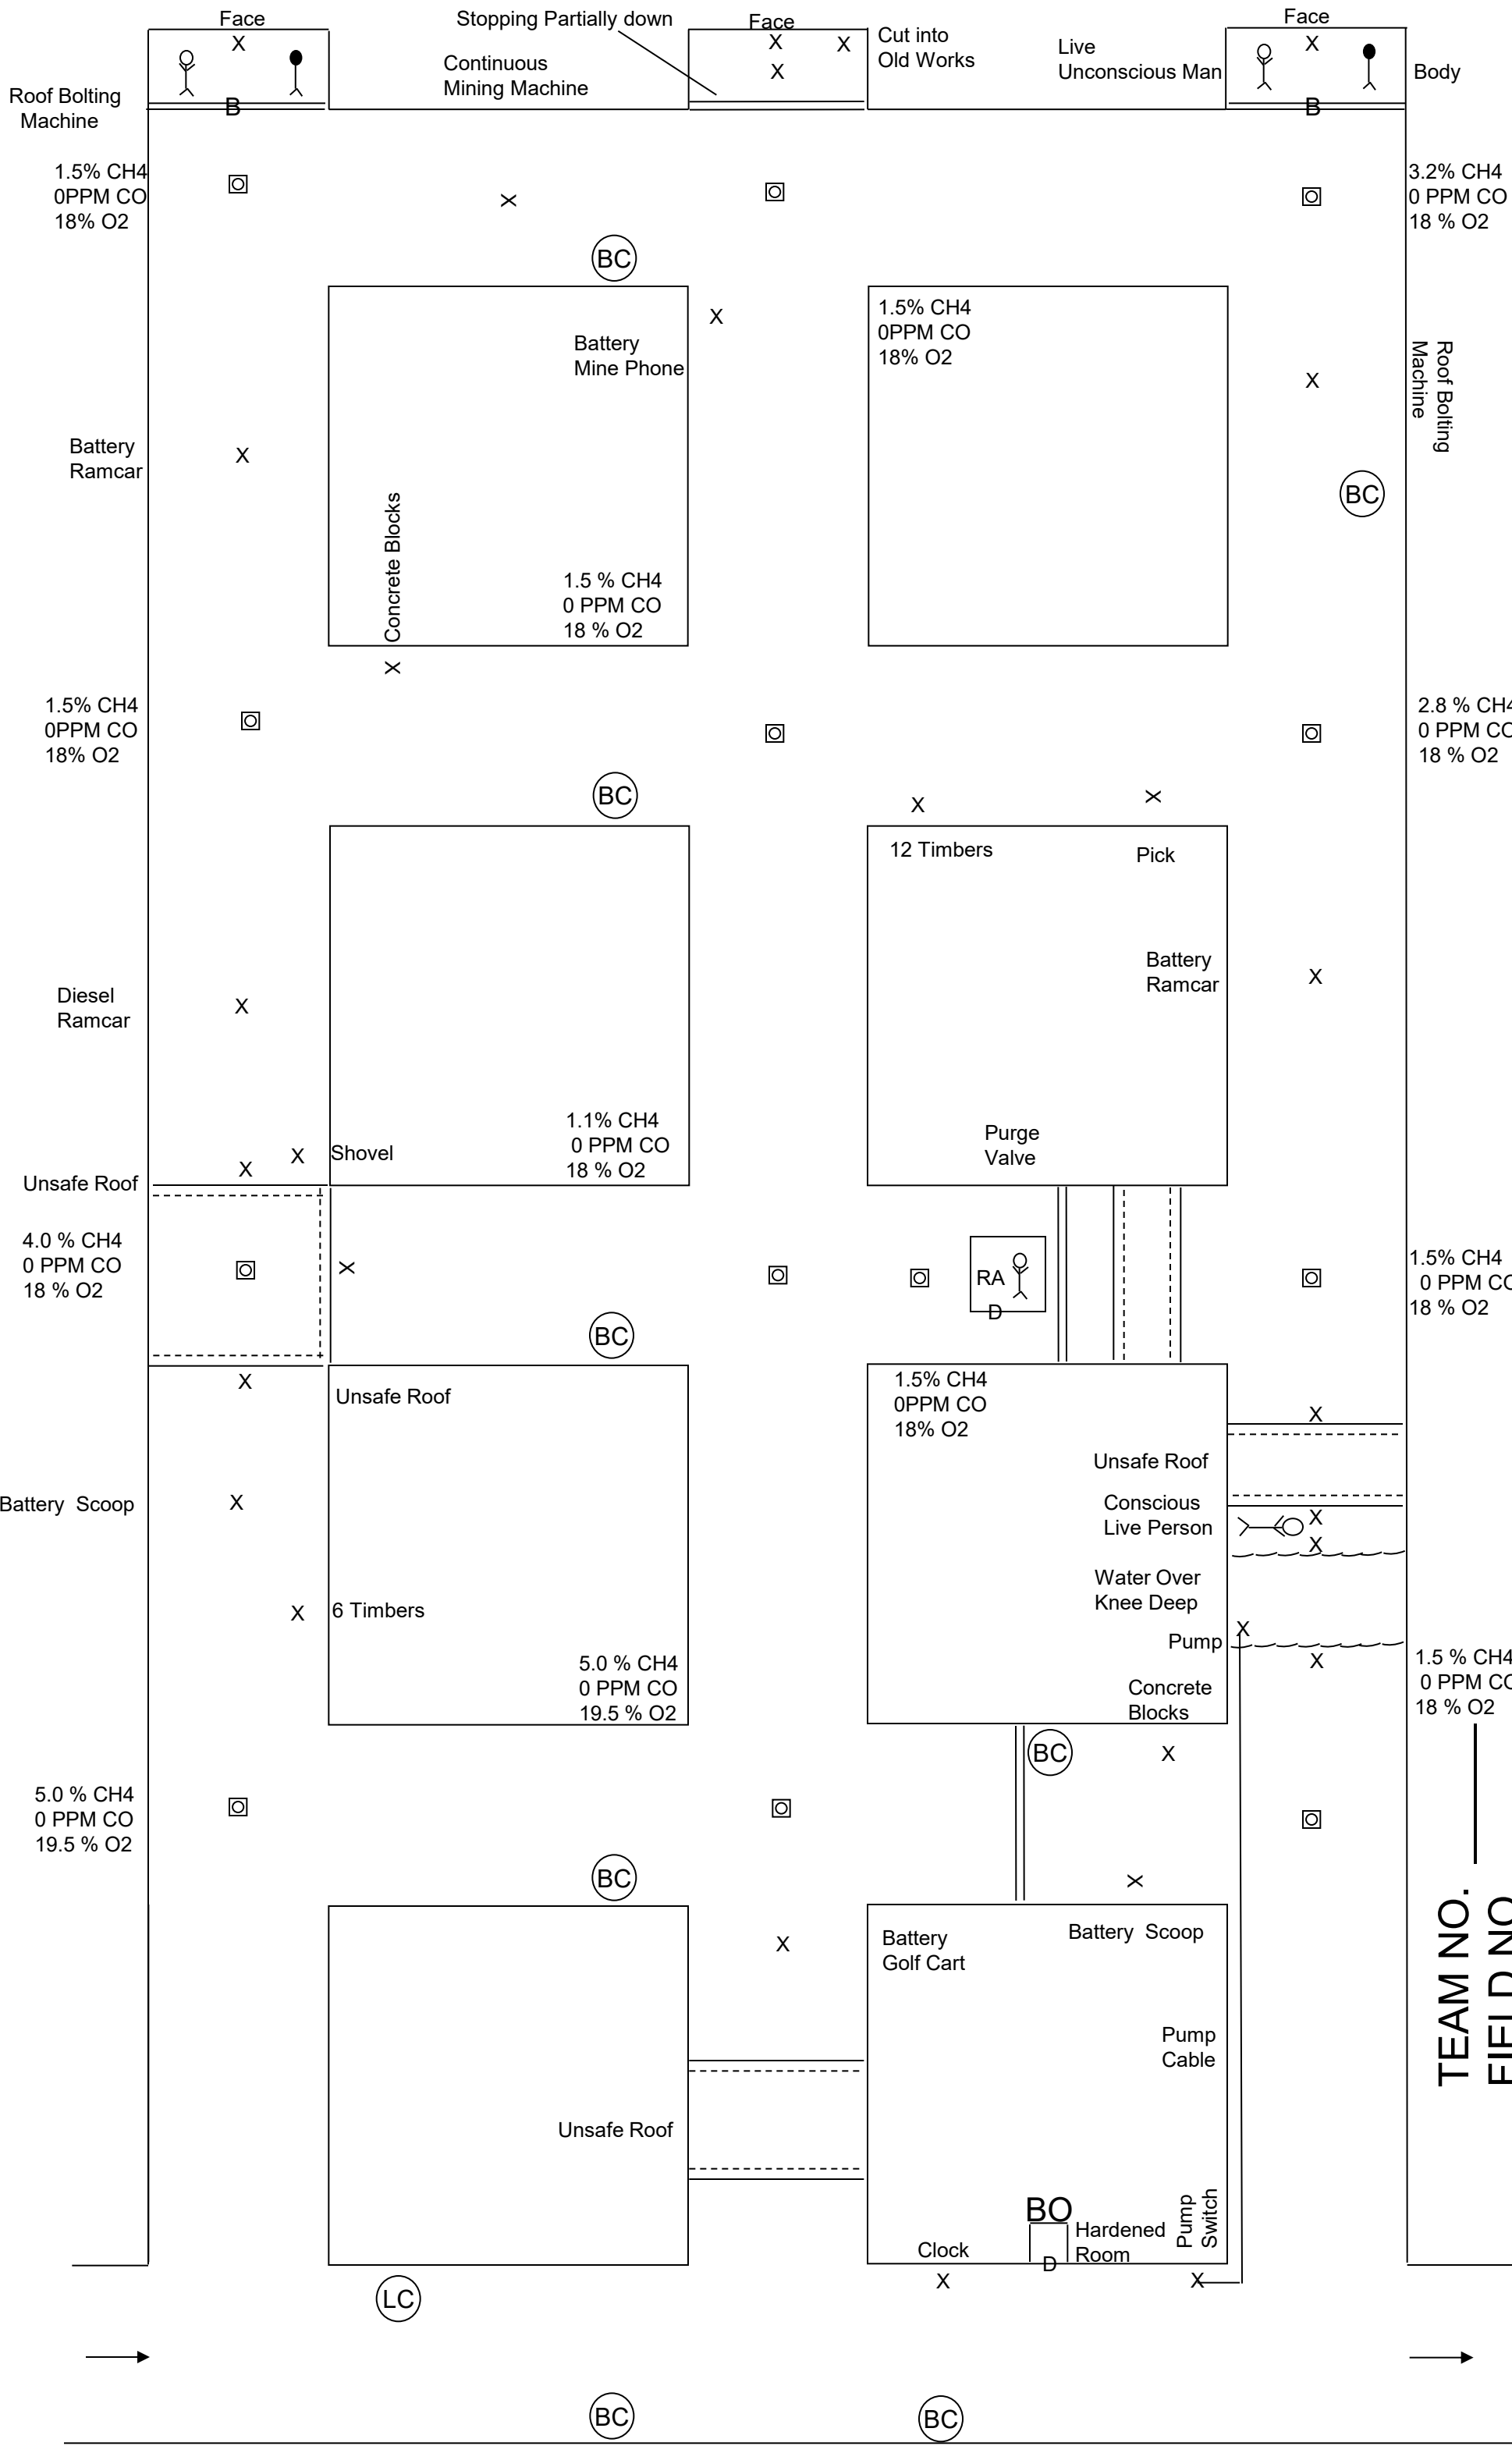 Face
Stopping Partially down
Face
Face
X
X
X
X
X
Cut into
Old Works
Continuous
Mining Machine
Live
Unconscious Man
Body
Roof Bolting
Machine
B
B
1.5% CH4
0PPM CO
18% O2
X
3.2% CH4
0 PPM CO
18 % O2
BC
X
1.5% CH4
0PPM CO
18% O2
Battery
Mine Phone
X
Roof Bolting
Machine
Battery
Ramcar
X
BC
Concrete Blocks
1.5 % CH4
0 PPM CO
18 % O2
X
1.5% CH4
0PPM CO
18% O2
2.8 % CH4
0 PPM CO
18 % O2
BC
X
X
12 Timbers
Pick
Battery
Ramcar
X
Diesel
Ramcar
X
1.1% CH4
0 PPM CO
18 % O2
Purge
Valve
X
X
Shovel
Unsafe Roof
4.0 % CH4
0 PPM CO
18 % O2
X
RA
D
1.5% CH4
0 PPM CO
18 % O2
BC
X
Unsafe Roof
1.5% CH4
0PPM CO
18% O2
X
Unsafe Roof
Battery Scoop
X
Conscious
Live Person
X
X
Water Over
Knee Deep
X
6 Timbers
Pump
X
X
5.0 % CH4
0 PPM CO
19.5 % O2
1.5 % CH4
0 PPM CO
18 % O2
Concrete
Blocks
BC
X
5.0 % CH4
0 PPM CO
19.5 % O2
BC
X
X
Battery
Golf Cart
Battery Scoop
TEAM NO.
FIELD NO
Pump
Cable
Unsafe Roof
BO
Hardened
Room
D
Pump
Switch
Clock
X
X
LC
BC
BC